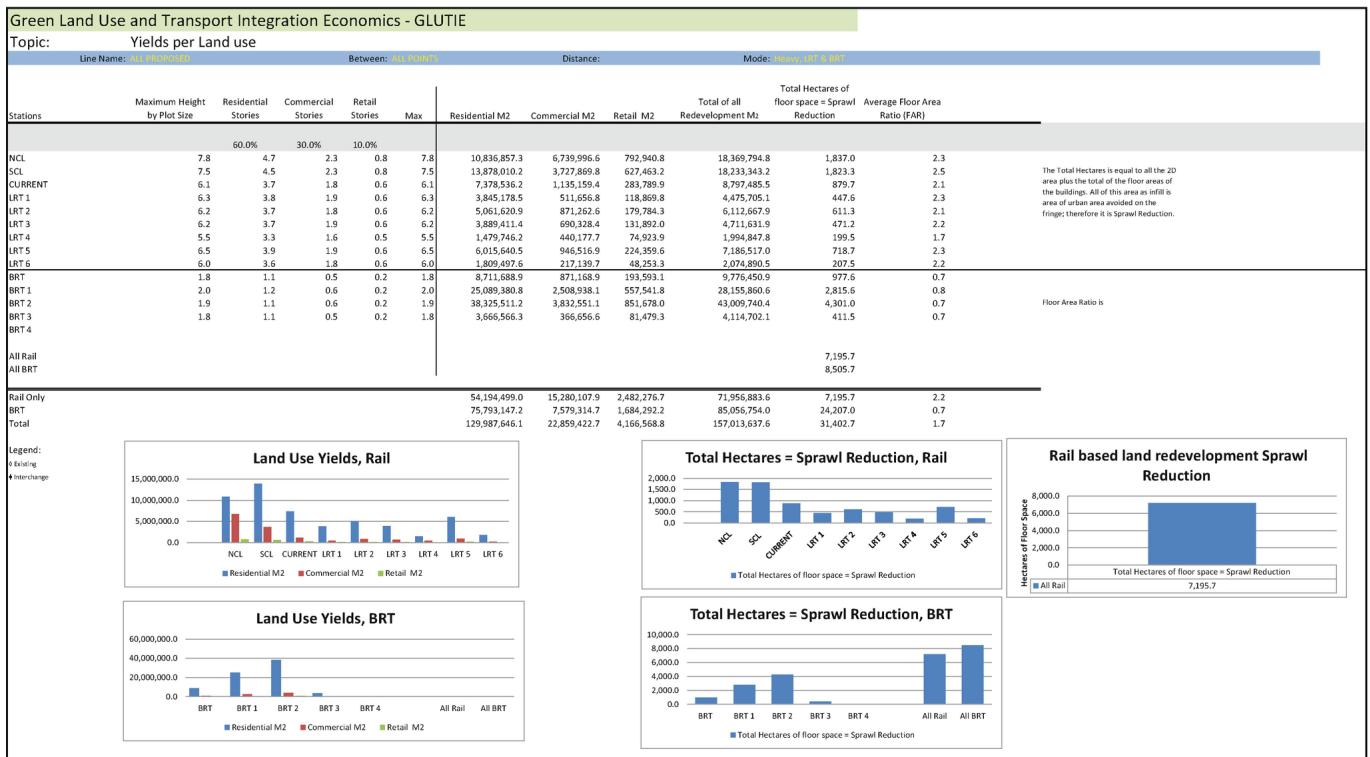 Green Land Use and Transport Integration Economics - GLUTIE
Topic: Yields per Land use
Line Name: ALL PROPOSED Between: ALL POINTS Distance: Mode: Heavy, LRT & BRT
Stations Maximum Height by Plot Size Residential Stories Commercial Stories Retail Stories Max Residential M2 Commercial M2 Retail M2 Total of all Redevelopment M2 Total Hectares of floor space = Sprawl Reduction Average Floor Area Ratio (FAR)
60.0% 30.0% 10.0%
NCL 7.8 4.7 2.3 0.8 7.8 10,836,857.3 6,739,996.6 792,940.8 18,369,794.8 1,837.0 2.3
SCL 7.5 4.5 2.3 0.8 7.5 13,878,010.2 3,727,869.8 627,463.2 18,233,343.2 1,823.3 2.5
CURRENT 6.1 3.7 1.8 0.6 6.1 7,378,536.2 1,135,159.4 283,789.9 8,797,485.5 879.7 2.1
LRT 1 6.3 3.8 1.9 0.6 6.3 3,845,178.5 511,656.8 118,869.8 4,475,705.1 447.6 2.3
LRT 2 6.2 3.7 1.8 0.6 6.2 5,061,620.9 871,262.6 179,784.3 6,112,667.9 611.3 2.1
LRT 3 6.2 3.7 1.9 0.6 6.2 3,889,411.4 690,328.4 131,892.0 4,711,631.9 471.2 2.2
LRT 4 5.5 3.3 1.6 0.5 5.5 1,479,746.2 440,177.7 74,923.9 1,994,847.8 199.5 1.7
LRT 5 6.5 3.9 1.9 0.6 6.5 6,015,640.5 946,516.9 224,359.6 7,186,517.0 718.7 2.3
LRT 6 6.0 3.6 1.8 0.6 6.0 1,809,497.6 217,139.7 48,253.3 2,074,890.5 207.5 2.2
BRT 1.8 1.1 0.5 0.2 1.8 8,711,688.9 871,168.9 193,593.1 9,776,450.9 977.6 0.7
BRT 1 2.0 1.2 0.6 0.2 2.0 25,089,380.8 2,508,938.1 557,541.8 28,155,860.6 2,815.6 0.8
BRT 2 1.9 1.1 0.6 0.2 1.9 38,325,511.2 3,832,551.1 851,678.0 43,009,740.4 4,301.0 0.7
BRT 3 1.8 1.1 0.5 0.2 1.8 3,666,566.3 366,656.6 81,479.3 4,114,702.1 411.5 0.7
BRT 4
All Rail 7,195.7
All BRT 8,505.7
Rail Only 54,194,499.0 15,280,107.9 2,482,276.7 71,956,883.6 7,195.7 2.2
BRT 75,793,147.2 7,579,314.7 1,684,292.2 85,056,754.0 24,207.0 0.7
Total 129,987,646.1 22,859,422.7 4,166,568.8 157,013,637.6 31,402.7 1.7
The Total Hectares is equal to all the 2D
area plus the total of the floor areas of
the buildings. All of this area as infill is
area of urban area avoided on the
fringe; therefore it is Sprawl Reduction.
Floor Area Ratio is
Legend:
◊ Existing
Interchange
Land Use Yields, Rail
15,000,000.0
10,000,000.0
5,000,000.0
0.0
NCL SCL CURRENT LRT 1 LRT 2 LRT 3 LRT 4 LRT 5 LRT 6
Residential M2 Commercial M2 Retail M2
Total Hectares = Sprawl Reduction, Rail
2,000.0
1,500.0
1,000.0
500.0
0.0
NCL SCL CURRENT LRT 1 LRT 2 LRT 3 LRT 4 LRT 5 LRT 6
Total Hectares of floor space = Sprawl Reduction
Rail based land redevelopment Sprawl
Reduction
Hectares of Floor Space
8,000.0
6,000.0
4,000.0
2,000.0
0.0
Total Hectares of floor space = Sprawl Reduction
All Rail 7,195.7
Land Use Yields, BRT
60,000,000.0
40,000,000.0
20,000,000.0
0.0
BRT BRT 1 BRT 2 BRT 3 BRT 4 All Rail All BRT
Residential M2 Commercial M2 Retail M2
Total Hectares = Sprawl Reduction, BRT
10,000.0
8,000.0
6,000.0
4,000.0
2,000.0
0.0
BRT BRT 1 BRT 2 BRT 3 BRT 4 All Rail All BRT
Total Hectares of floor space = Sprawl Reduction